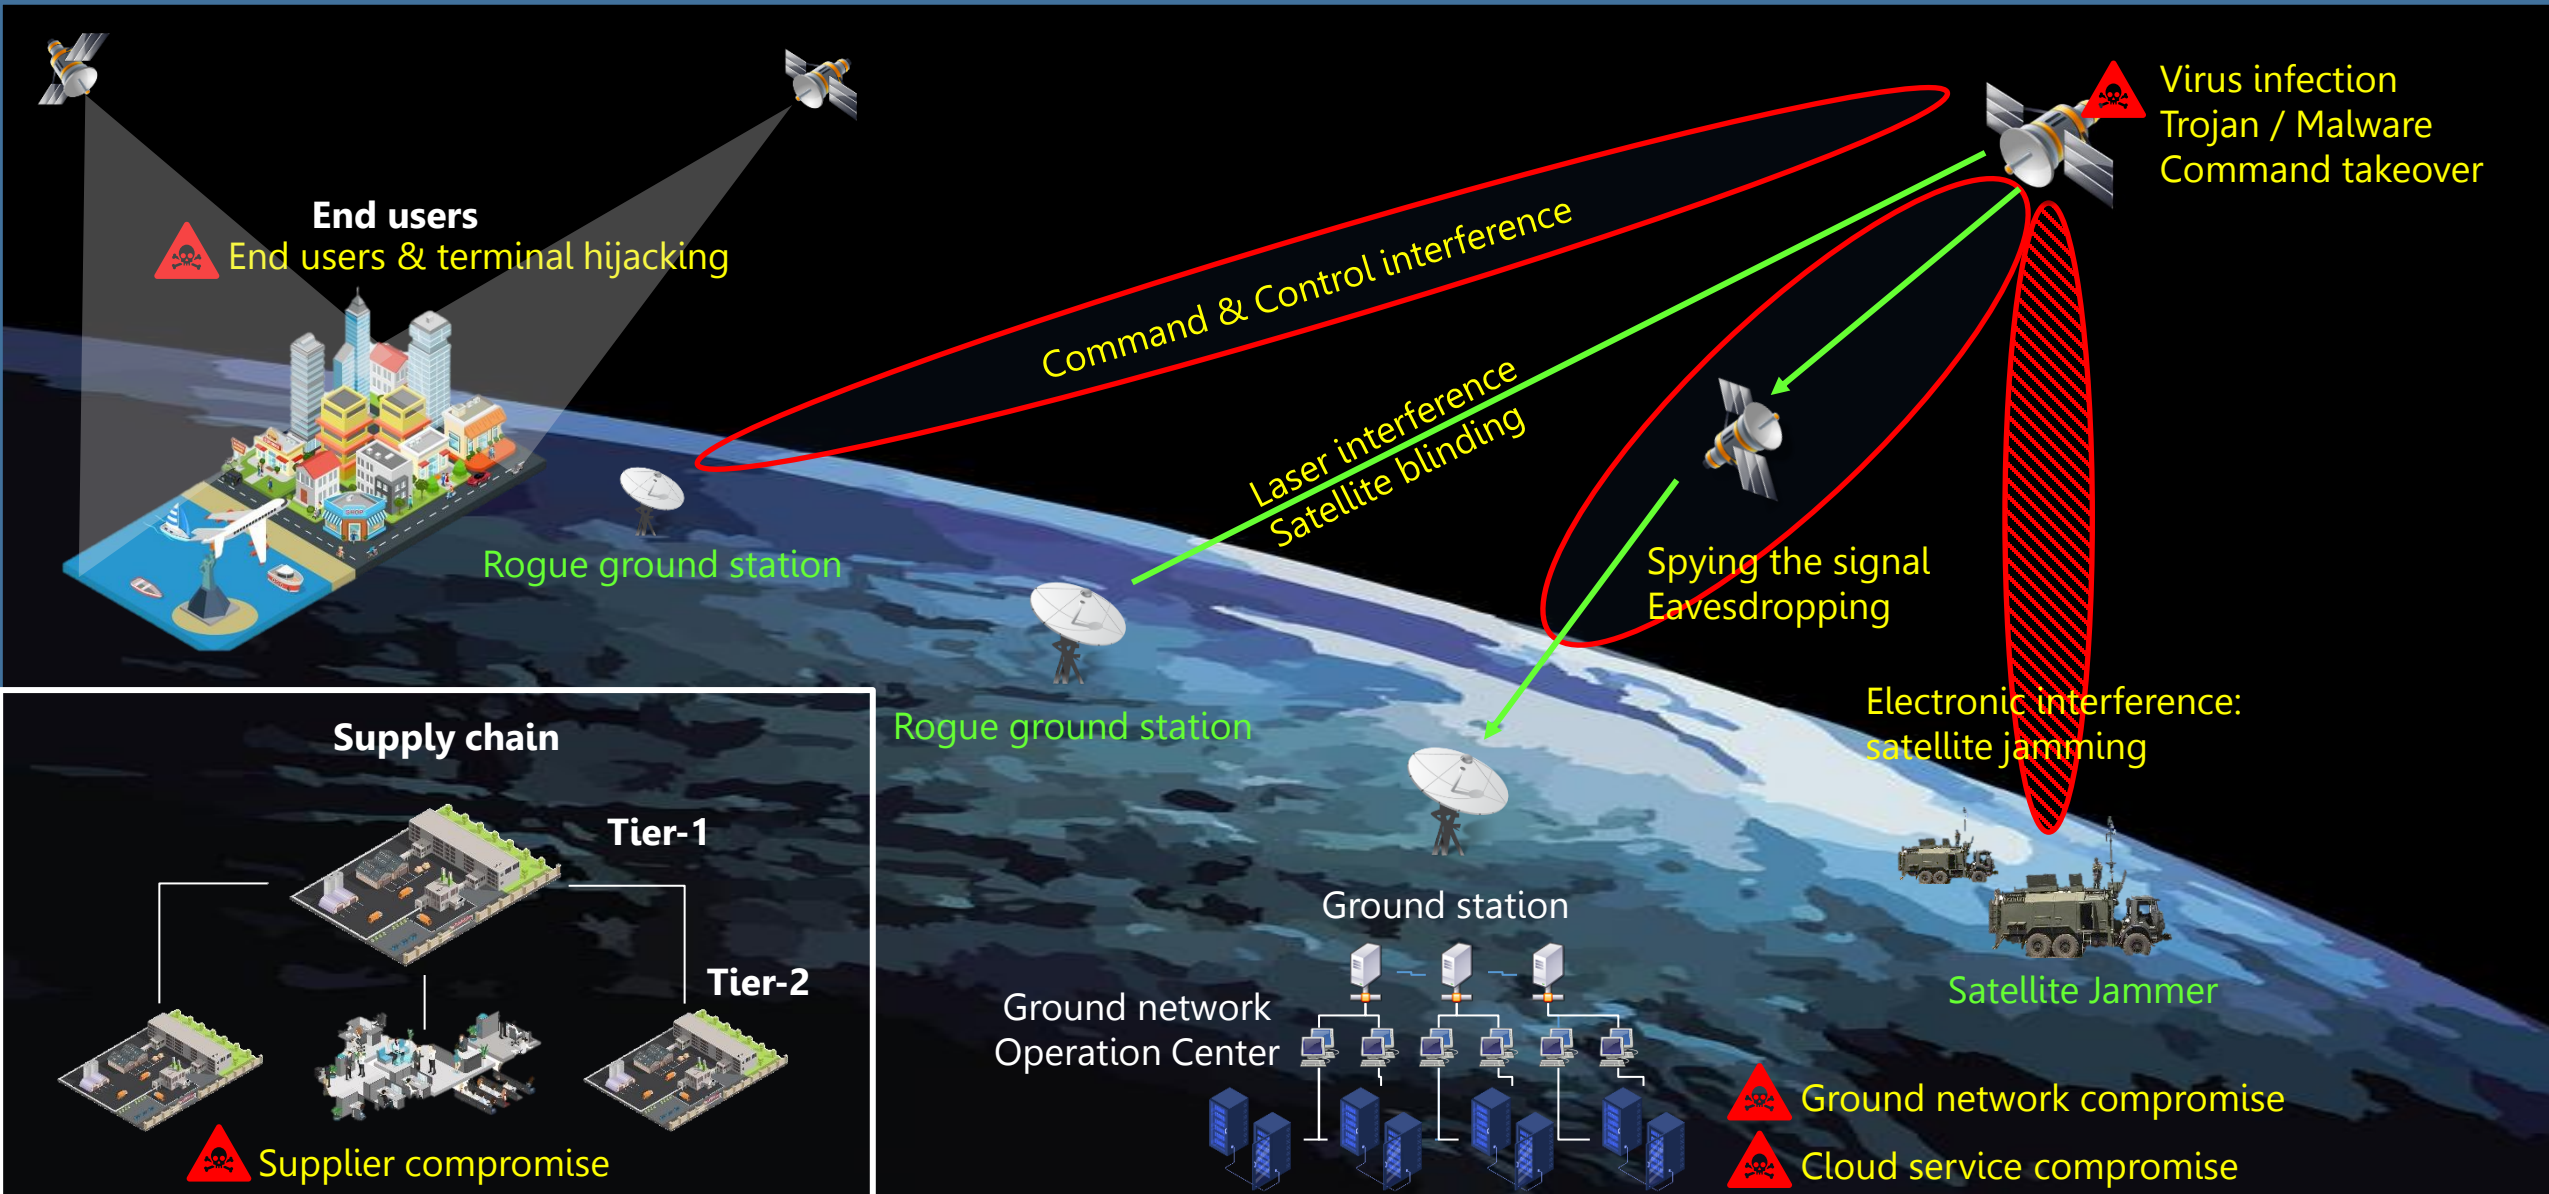 Virus infection
Trojan / Malware
Command takeover
End users
End users & terminal hijacking
Command & Control interference
Laser interference
Satellite blinding
Rogue ground station
Spying the signal
Eavesdropping
Rogue ground station
Electronic interference:
satellite jamming
Supply chain
Tier-1
Tier-2
Supplier compromise
Ground station
Ground network
Operation Center
Satellite Jammer
Ground network compromise
Cloud service compromise
SHOP